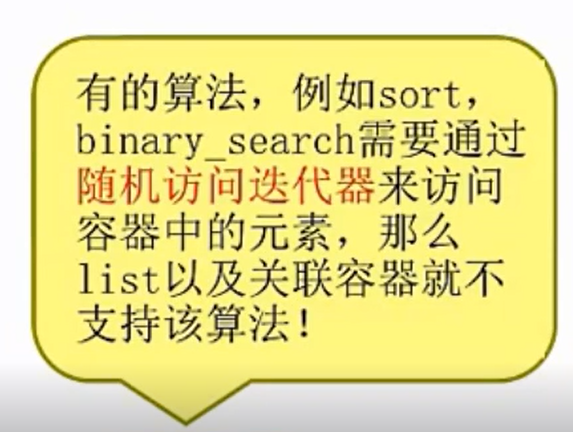 有的算法，例如sort，
binary_search需要通过
随机访问迭代器来访问
容器中的元素，那么
list以及关联容器就不
支持该算法！